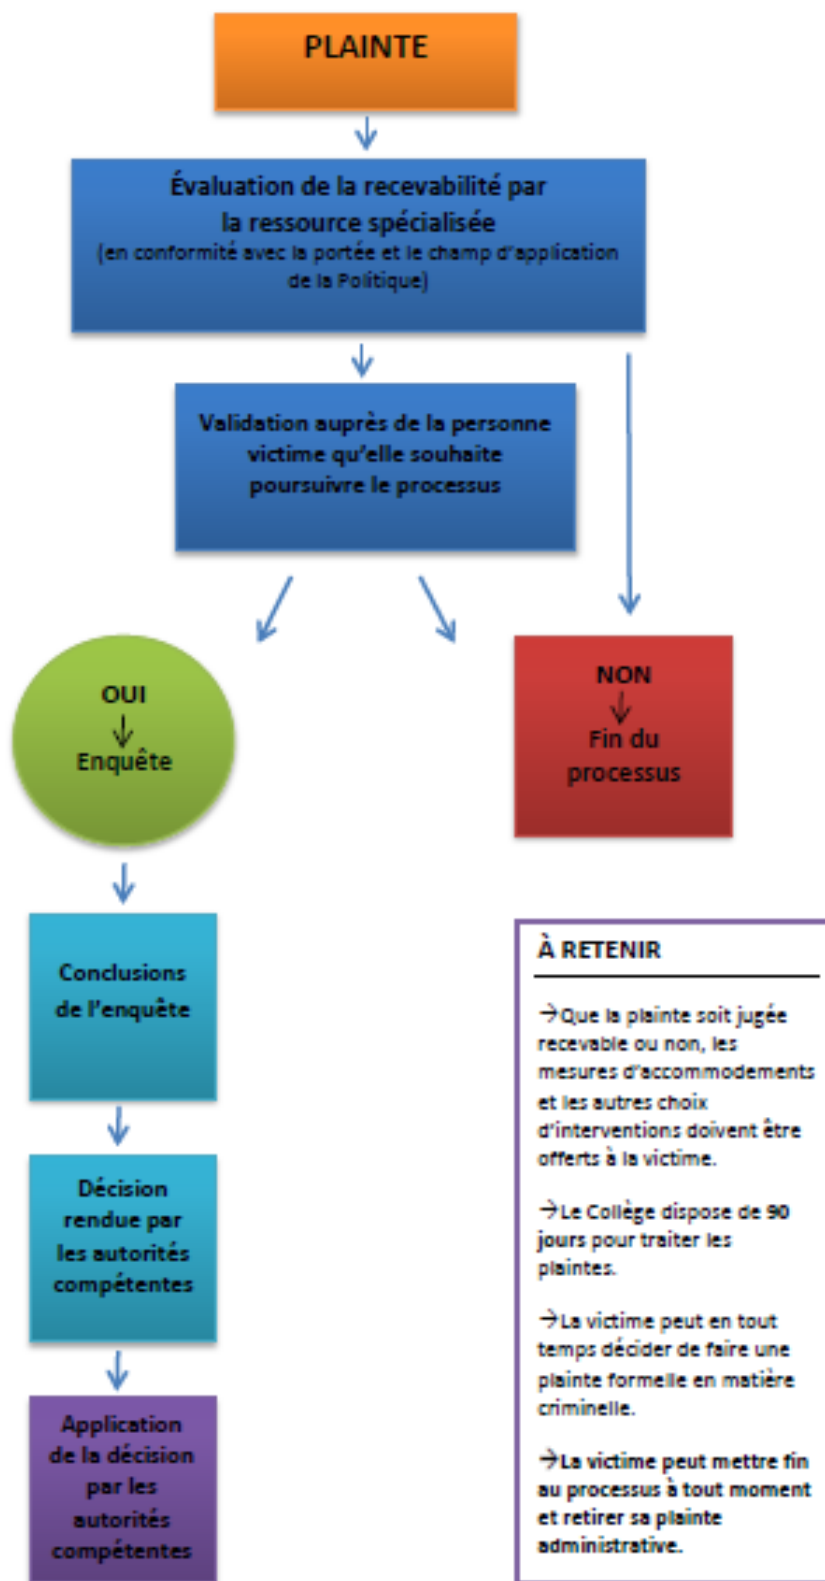 PLAINTE
Évaluation de la recevabilité par
la ressource spécialisée
(en conformité avec la portée et le champ d'application
de la Politique)
Validation auprès de la personne
victime qu'elle souhaite
poursuivre le processus
OUI
↓
Enquête
NON
↓
Fin du
processus
Conclusions
de l'enquête
Décision
rendue par
les autorités
compétentes
Application
de la décision
par les
autorités
compétentes
À RETENIR
→Que la plainte soit jugée
recevable ou non, les
mesures d'accommodements
et les autres choix
d'interventions doivent être
offerts à la victime.
→Le Collège dispose de 90
jours pour traiter les
plaintes.
→La victime peut en tout
temps décider de faire une
plainte formelle en matière
criminelle.
→La victime peut mettre fin
au processus à tout moment
et retirer sa plainte
administrative.